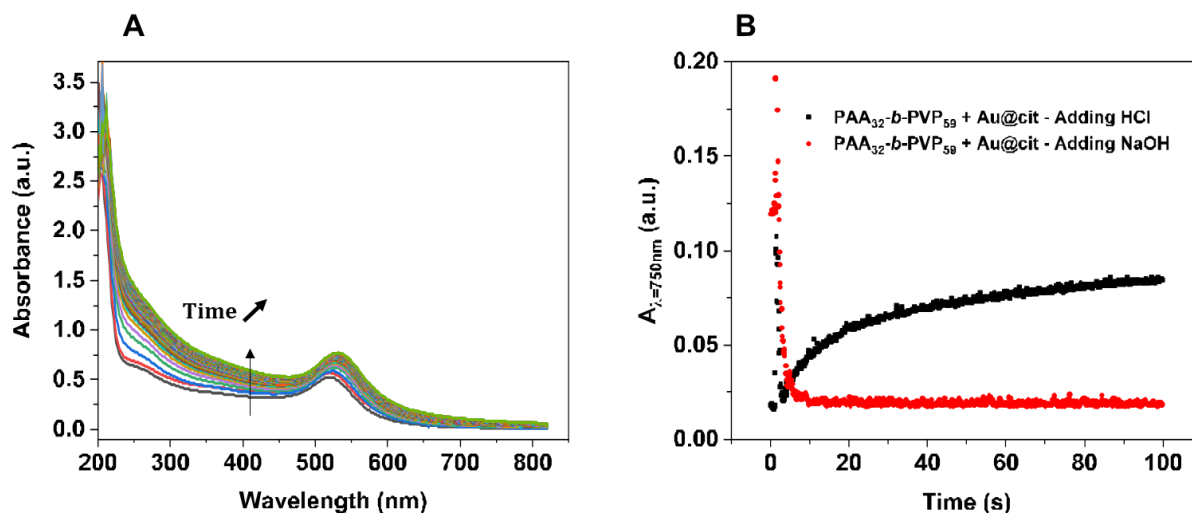 A
Absorbance (a.u.)
3.5
3.0
2.5
2.0
1.5
1.0
0.5
0.0
Time
200 300 400 500 600 700 800
Wavelength (nm)
B
Aλ=750nm (a.u.)
0.20
0.15
0.10
0.05
0.00
PAA32-b-PVP59 + Au@cit - Adding HCl
PAA32-b-PVP59 + Au@cit - Adding NaOH
0 20 40 60 80 100
Time (s)